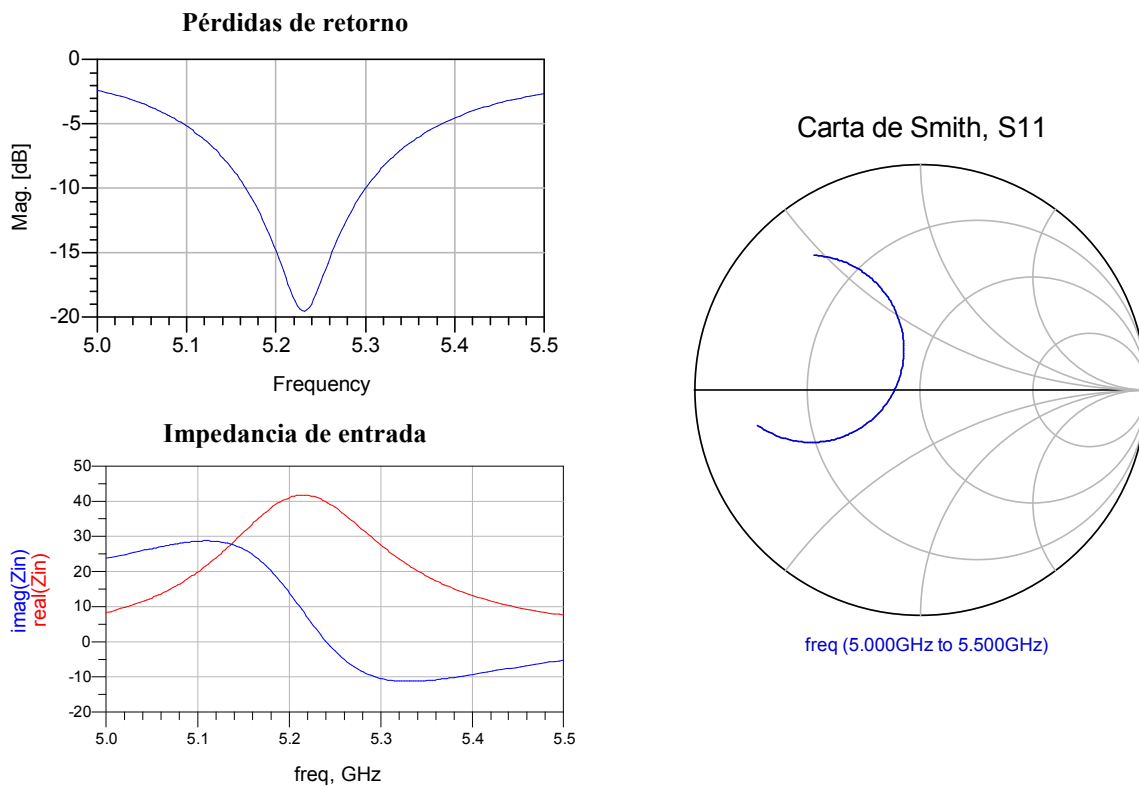 Pérdidas de retorno
0
-5
-10
-15
-20
5.0 5.1 5.2 5.3 5.4 5.5
Mag. [dB]
Frequency
Impedancia de entrada
50
40
30
20
10
0
-10
-20
5.0 5.1 5.2 5.3 5.4 5.5
imag(Zin)
real(Zin)
freq, GHz
Carta de Smith, S11
freq (5.000GHz to 5.500GHz)